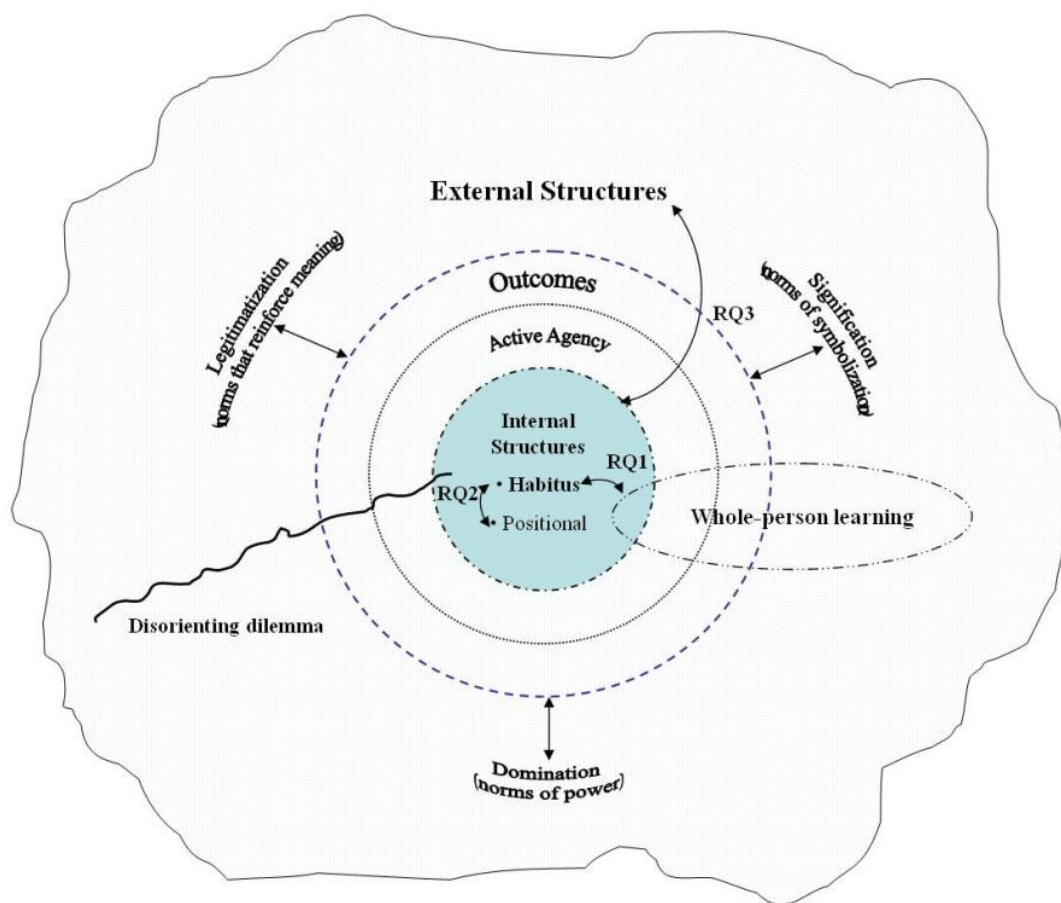 External Structures
Outcomes
Legitimatization
(norms that reinforce meaning)
Signification
(norms of symbolization)
RQ3
Active Agency
Internal
Structures
RQ1
RQ2
• Habitus
• Positional
Whole-person learning
Disorienting dilemma
Domination
(norms of power)